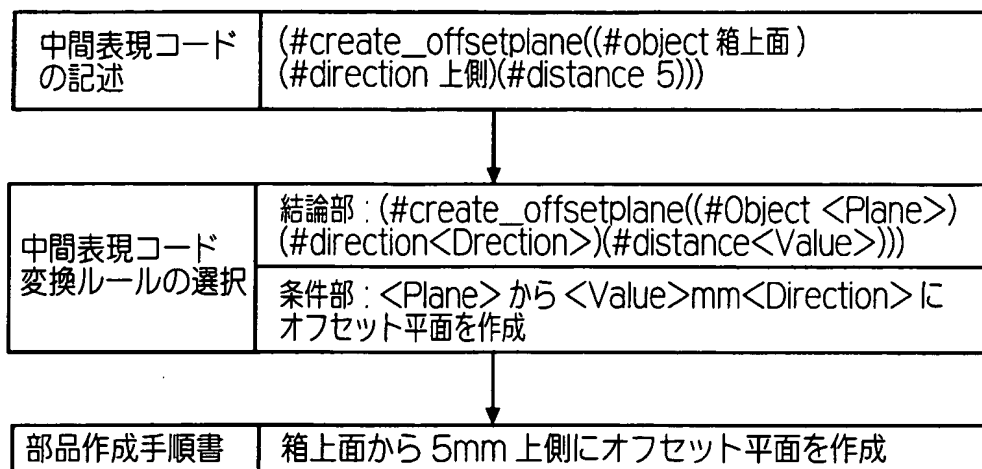 中間表現コード
の記述
(#create_offsetplane((#object 箱上面)
(#direction 上側)(#distance 5)))
中間表現コード
変換ルールの選択
結論部 : (#create_offsetplane((#Object <Plane>)
(#direction<Drection>)(#distance<Value>)))
条件部 : <Plane> から <Value>mm<Direction> に
オフセット平面を作成
部品作成手順書
箱上面から 5mm 上側にオフセット平面を作成